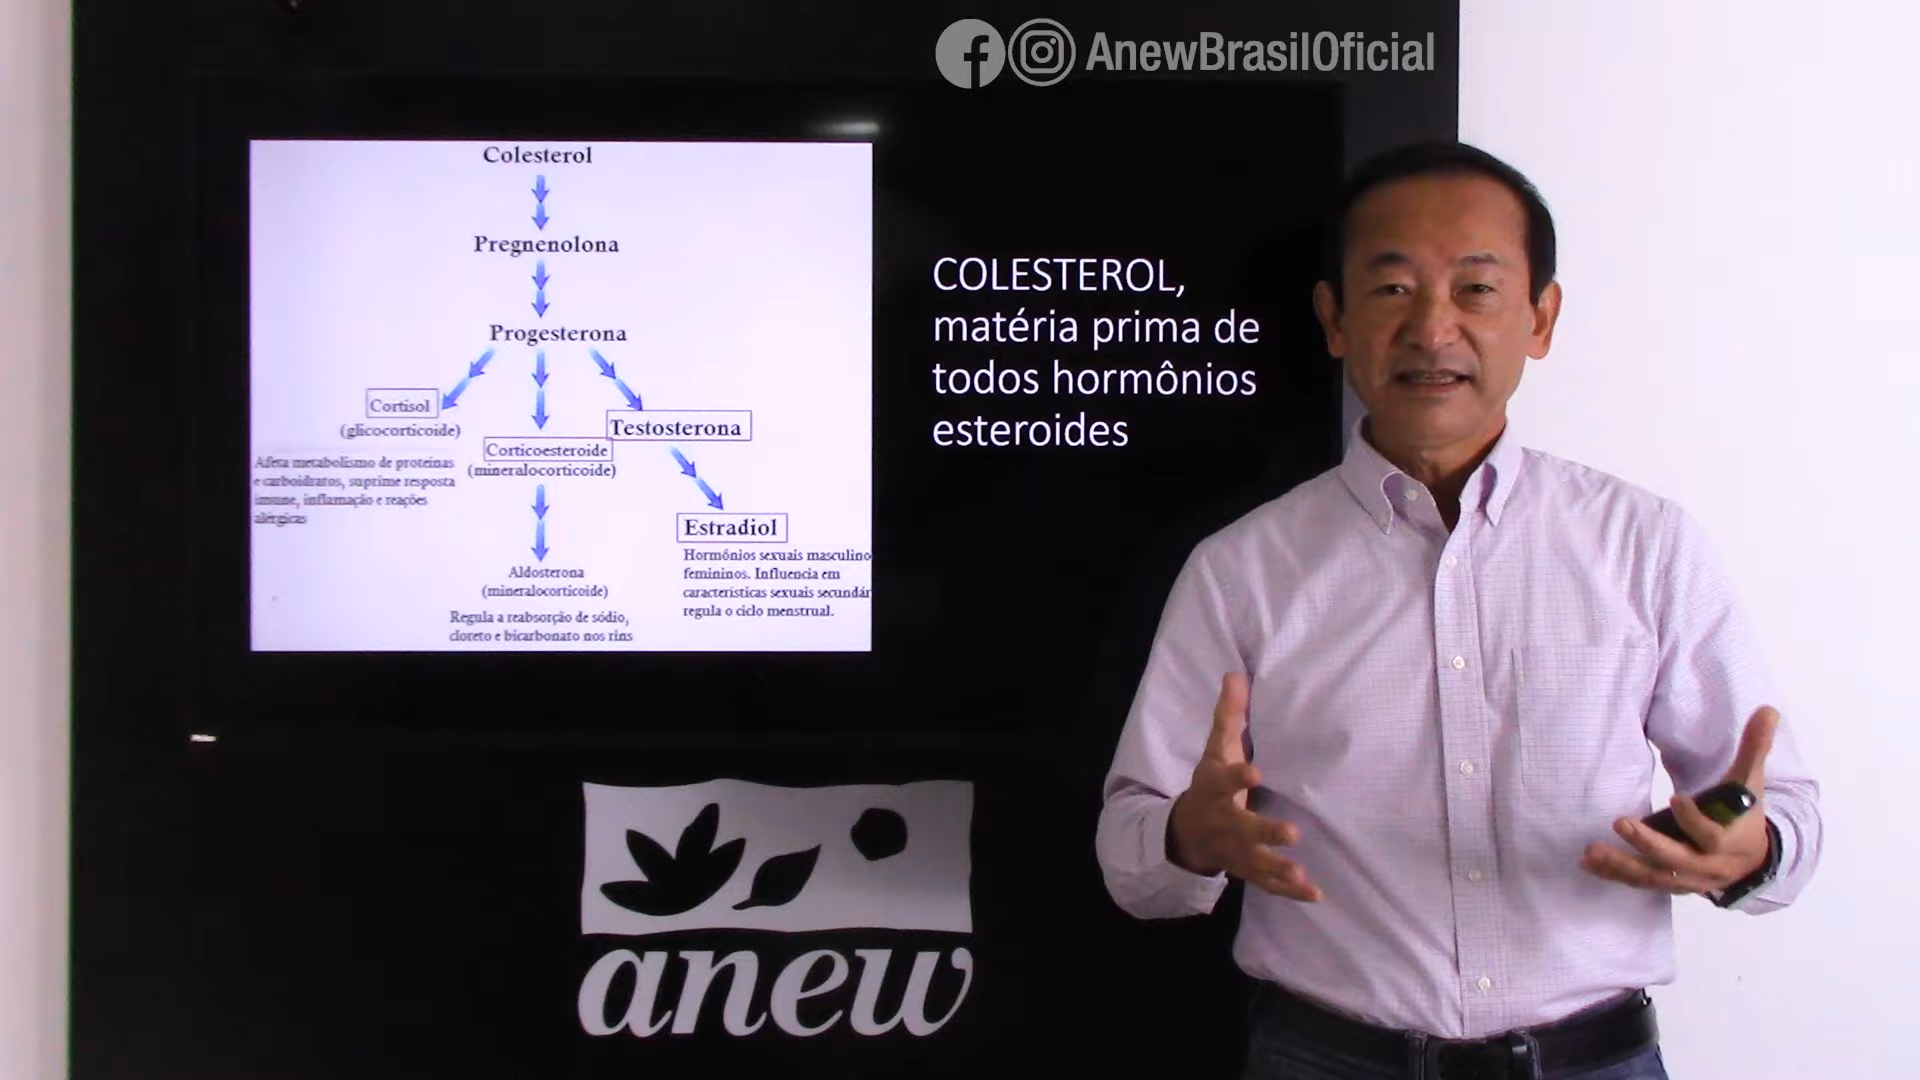 AnewBrasilOficial
Colesterol
Pregnenolona
Progesterona
Cortisol
(glicocorticoide)
Afeta metabolismo de proteínas
e carboidratos, suprime resposta
imune, inflamação e reações
alérgicas
Corticoesteroide
(mineralocorticoide)
Aldosterona
(mineralocorticoide)
Regula a reabsorção de sódio,
cloreto e bicarbonato nos rins
Testosterona
Estradiol
Hormônios sexuais masculino
femininos. Influencia em
características sexuais secundár
regula o ciclo menstrual.
COLESTEROL,
matéria prima de
todos hormônios
esteroides
anew